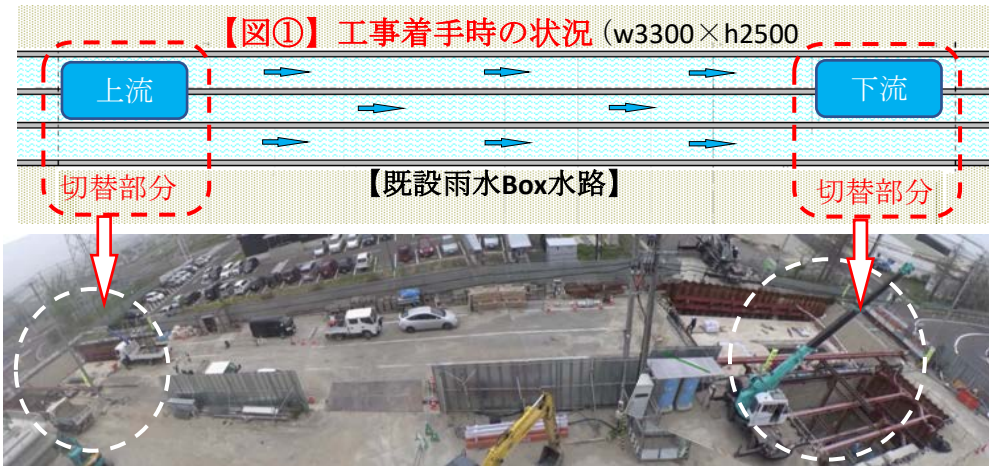 【図①】工事着手時の状況 (w3300×h2500
上流
下流
切替部分
【既設雨水Box水路】
切替部分